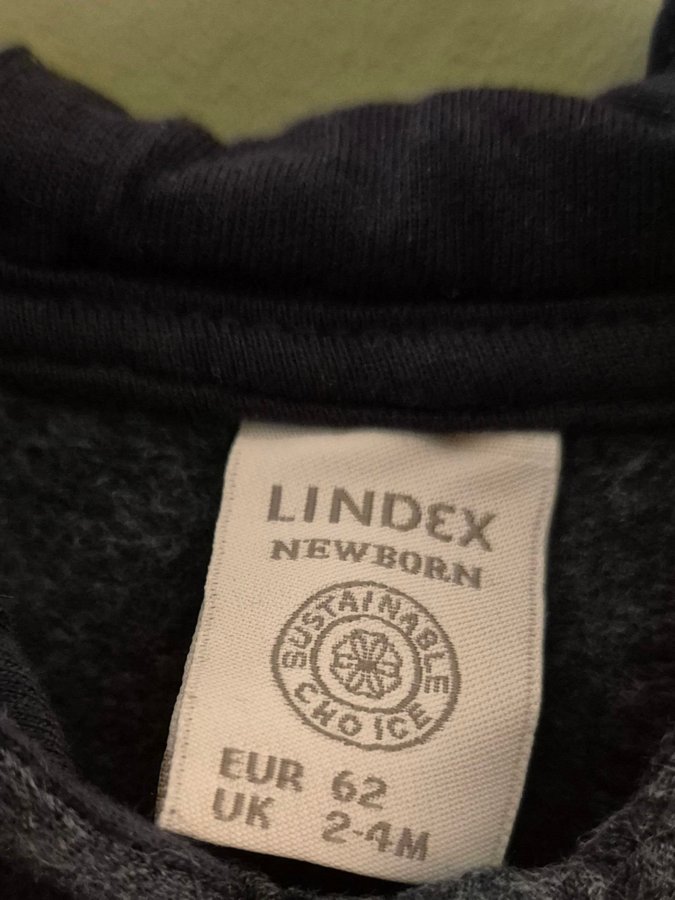 LINDEX
NEWBORN
SUSTAINABLE
CHOICE
EUR 62
UK 2-4M